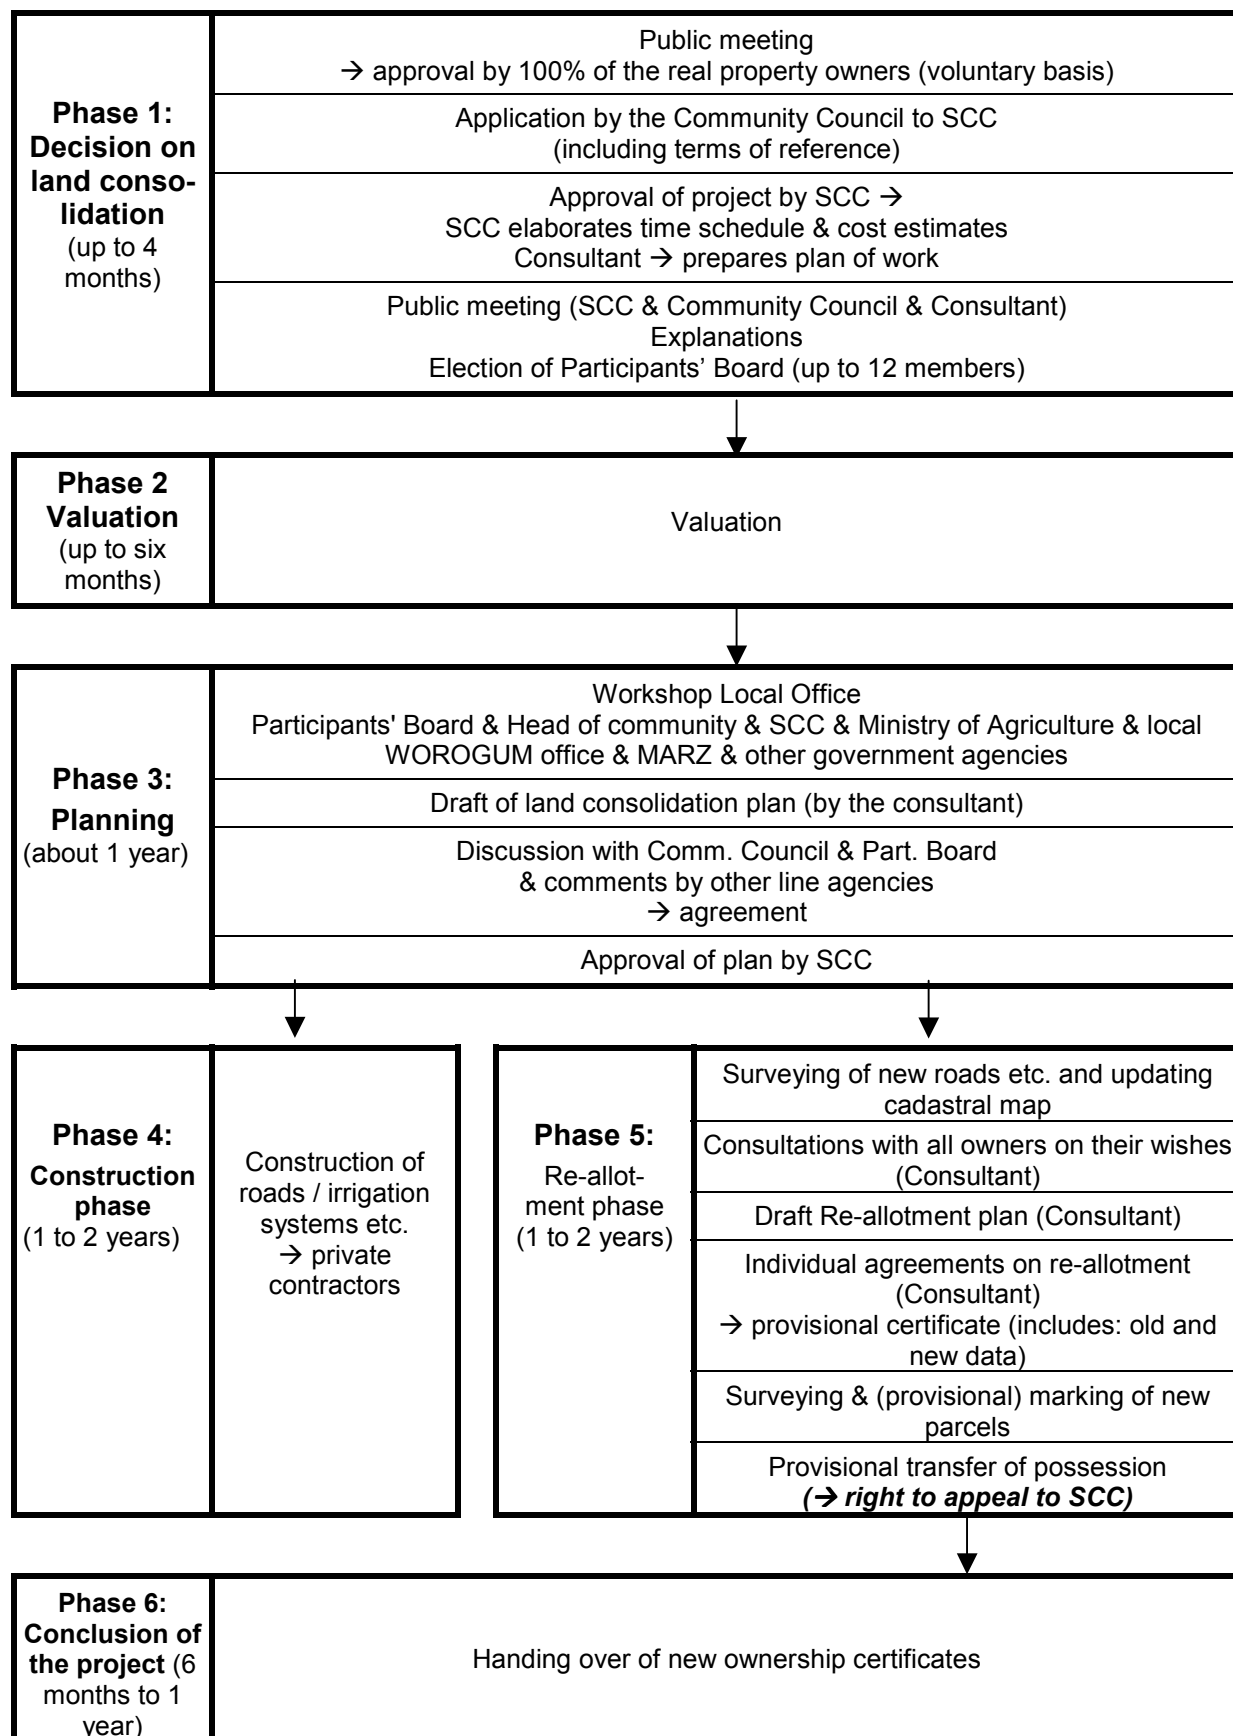 Phase 1:
Decision on
land conso-
lidation
(up to 4
months)
Public meeting
→ approval by 100% of the real property owners (voluntary basis)
Application by the Community Council to SCC
(including terms of reference)
Approval of project by SCC →
SCC elaborates time schedule & cost estimates
Consultant → prepares plan of work
Public meeting (SCC & Community Council & Consultant)
Explanations
Election of Participants’ Board (up to 12 members)
Phase 2
Valuation
(up to six
months)
Valuation
Phase 3:
Planning
(about 1 year)
Workshop Local Office
Participants' Board & Head of community & SCC & Ministry of Agriculture & local
WOROGUM office & MARZ & other government agencies
Draft of land consolidation plan (by the consultant)
Discussion with Comm. Council & Part. Board
& comments by other line agencies
→ agreement
Approval of plan by SCC
Phase 4:
Construction
phase
(1 to 2 years)
Construction of
roads / irrigation
systems etc.
→ private
contractors
Phase 5:
Re-allot-
ment phase
(1 to 2 years)
Surveying of new roads etc. and updating
cadastral map
Consultations with all owners on their wishes
(Consultant)
Draft Re-allotment plan (Consultant)
Individual agreements on re-allotment
(Consultant)
→ provisional certificate (includes: old and
new data)
Surveying & (provisional) marking of new
parcels
Provisional transfer of possession
(→ right to appeal to SCC)
Phase 6:
Conclusion of
the project (6
months to 1
year)
Handing over of new ownership certificates